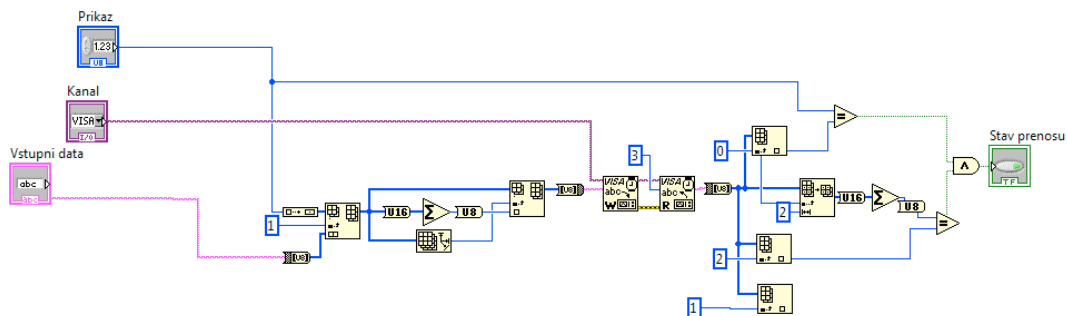 Prikaz
1.23
U8
Kanal
VISA
I/O
Vstupni data
abc
abc
1
[U8]
U16
Σ
U8
[U8]
3
VISA
abc
W
VISA
abc
R
[U8]
0
2
U16
Σ
U8
2
1
=
=
∧
Stav prenosu
TF